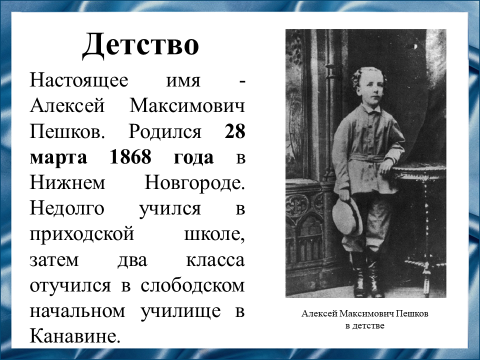 Детство
Настоящее имя -
Алексей Максимович
Пешков. Родился 28
марта 1868 года в
Нижнем Новгороде.
Недолго учился в
приходской школе,
затем два класса
отучился в слободском
начальном училище в
Канавине.
Алексей Максимович Пешков
в детстве